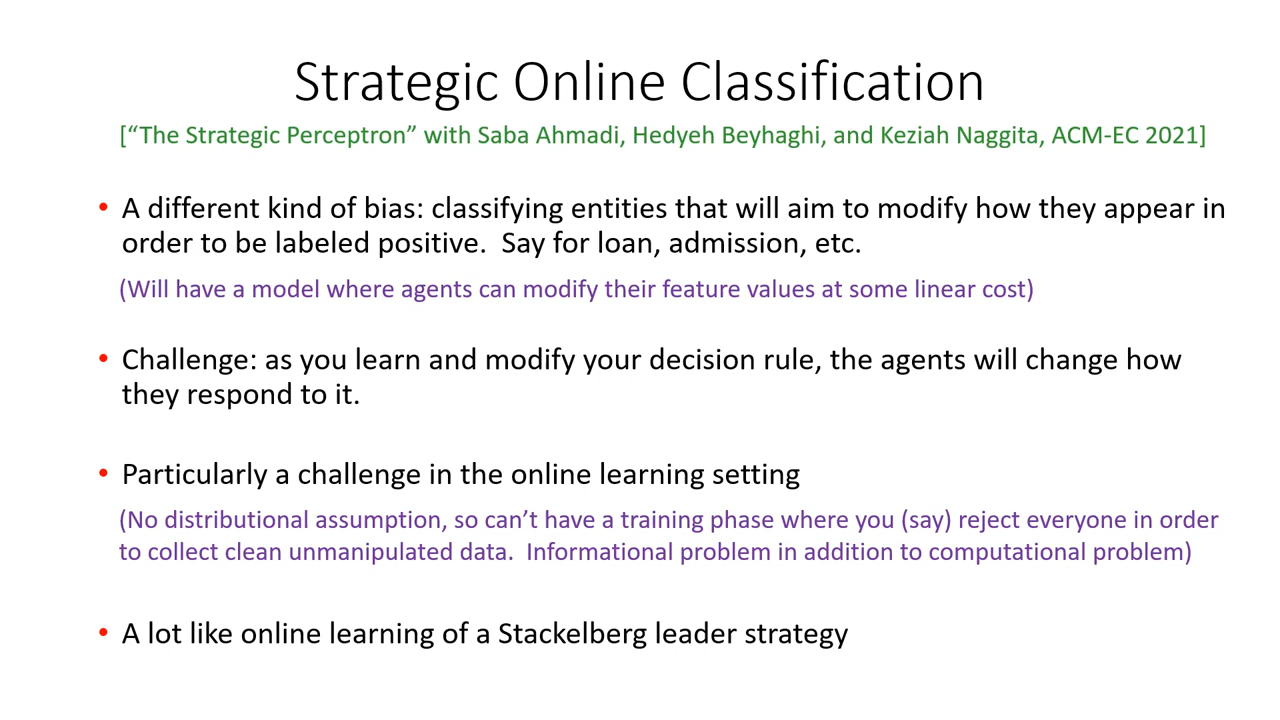 Strategic Online Classification
[“The Strategic Perceptron” with Saba Ahmadi, Hedyeh Beyhaghi, and Keziah Naggita, ACM-EC 2021]
• A different kind of bias: classifying entities that will aim to modify how they appear in
order to be labeled positive.  Say for loan, admission, etc.
(Will have a model where agents can modify their feature values at some linear cost)
• Challenge: as you learn and modify your decision rule, the agents will change how
they respond to it.
• Particularly a challenge in the online learning setting
(No distributional assumption, so can’t have a training phase where you (say) reject everyone in order
to collect clean unmanipulated data.  Informational problem in addition to computational problem)
• A lot like online learning of a Stackelberg leader strategy